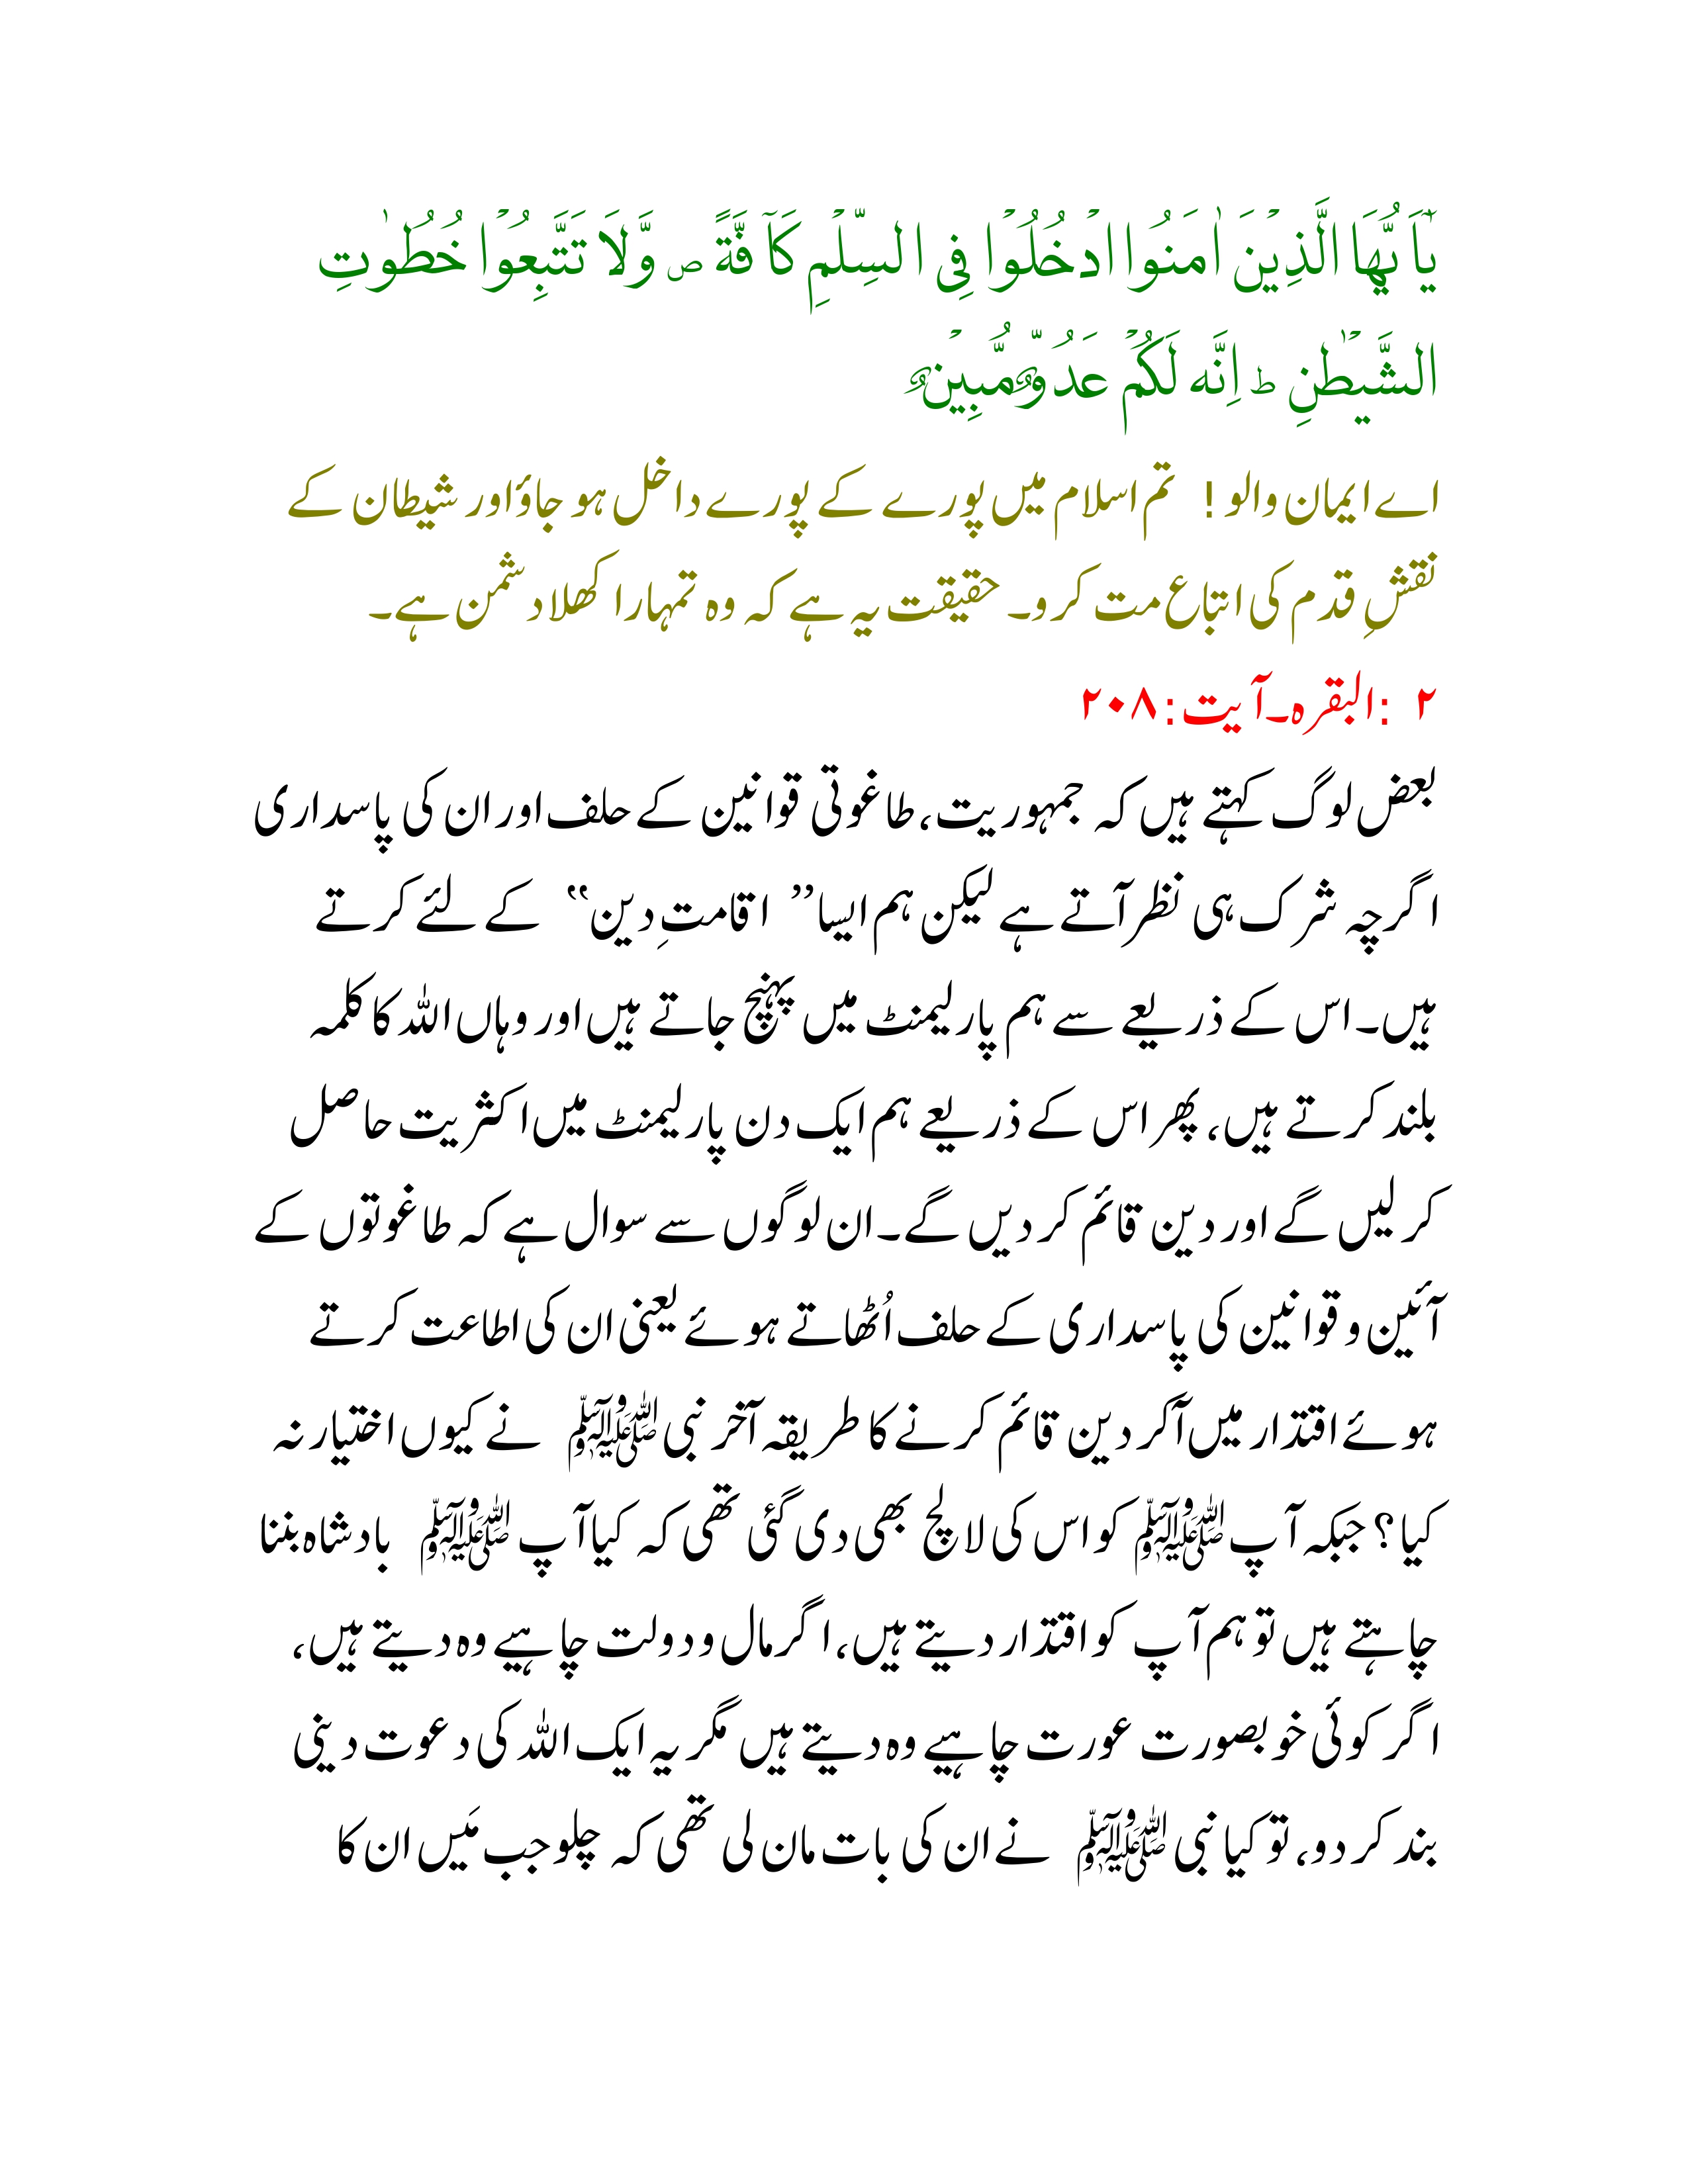 يٰۤاَ يُّهَا الَّذِيۡنَ اٰمَنُوا ادۡخُلُوۡا فِى السِّلۡمِ كَآ فَّةً ص وَّلَا تَتَّبِعُوۡا خُطُوٰتِ
الشَّيۡطٰنِ ط اِنَّه لَكُمۡ عَدُوٌّ مُّبِيۡنٌ
اے ایمان والو ! تم اسلام میں پورے کے پورے داخل ہو جاؤ اور شیطان کے
نقشِ قدم کی اتباع مت کرو۔ حقیقت یہ ہے کہ وہ تمہارا کھلا دشمن ہے۔
۲ :البقرہ۔آیت:۲۰۸
بعض لوگ کہتے ہیں کہ جمہوریت، طاغوتی قوانین کے حلف اور ان کی پاسداری
اگرچہ شرک ہی نظر آتے ہے لیکن ہم ایسا” اقامتِ دین“ کے لئے کرتے
ہیں۔ اس کے ذریعے سے ہم پارلیمنٹ میں پہنچ جاتے ہیں اور وہاں اللہ کا کلمہ
بلند کرتے ہیں، پھر اس کے ذریعے ہم ایک دن پارلیمنٹ میں اکثریت حاصل
کر لیں گے اور دین قائم کر دیں گے۔ ان لوگوں سے سوال ہے کہ طاغوتوں کے
آئین و قوانین کی پاسداری کے حلف اُٹھاتے ہوئے یعنی ان کی اطاعت کرتے
ہوئے اقتدار میں آکر دین قائم کرنے کا طریقہ آخر نبی ﷺ نے کیوں اختیار نہ
کیا؟ جبکہ آپ ﷺ کو اس کی لالچ بھی دی گئی تھی کہ کیا آپ ﷺ بادشاہ بننا
چاہتے ہیں تو ہم آپ کو اقتدار دیتے ہیں، اگر مال و دولت چاہیے وہ دیتے ہیں،
اگر کوئی خوبصورت عورت چاہیے وہ دیتے ہیں مگر یہ ایک اللہ کی دعوت دینی
بند کر دو، تو کیا نبی ﷺ نے ان کی بات مان لی تھی کہ چلو جب مَیں ان کا